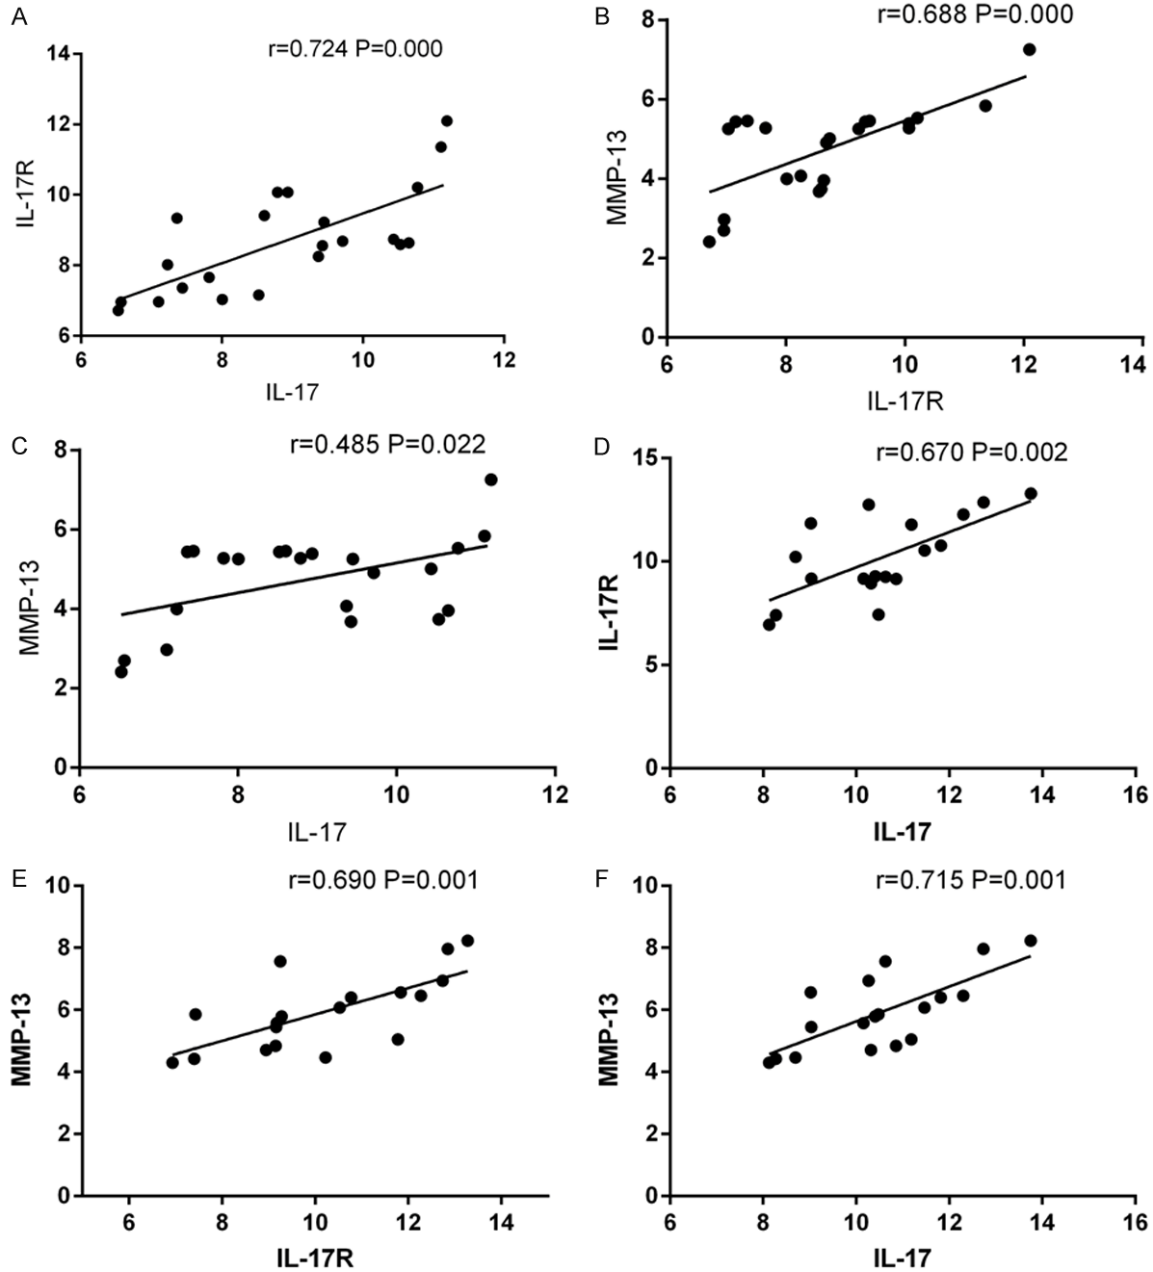 A
r=0.724 P=0.000
14
12
10
8
6
6 8 10 12
IL-17R
IL-17
B
r=0.688 P=0.000
8
6
4
2
0
6 8 10 12 14
MMP-13
IL-17R
C
r=0.485 P=0.022
8
6
4
2
0
6 8 10 12
MMP-13
IL-17
D
r=0.670 P=0.002
15
10
5
0
6 8 10 12 14 16
IL-17R
IL-17
E
r=0.690 P=0.001
10
8
6
4
2
0
6 8 10 12 14
MMP-13
IL-17R
F
r=0.715 P=0.001
10
8
6
4
2
0
6 8 10 12 14 16
MMP-13
IL-17